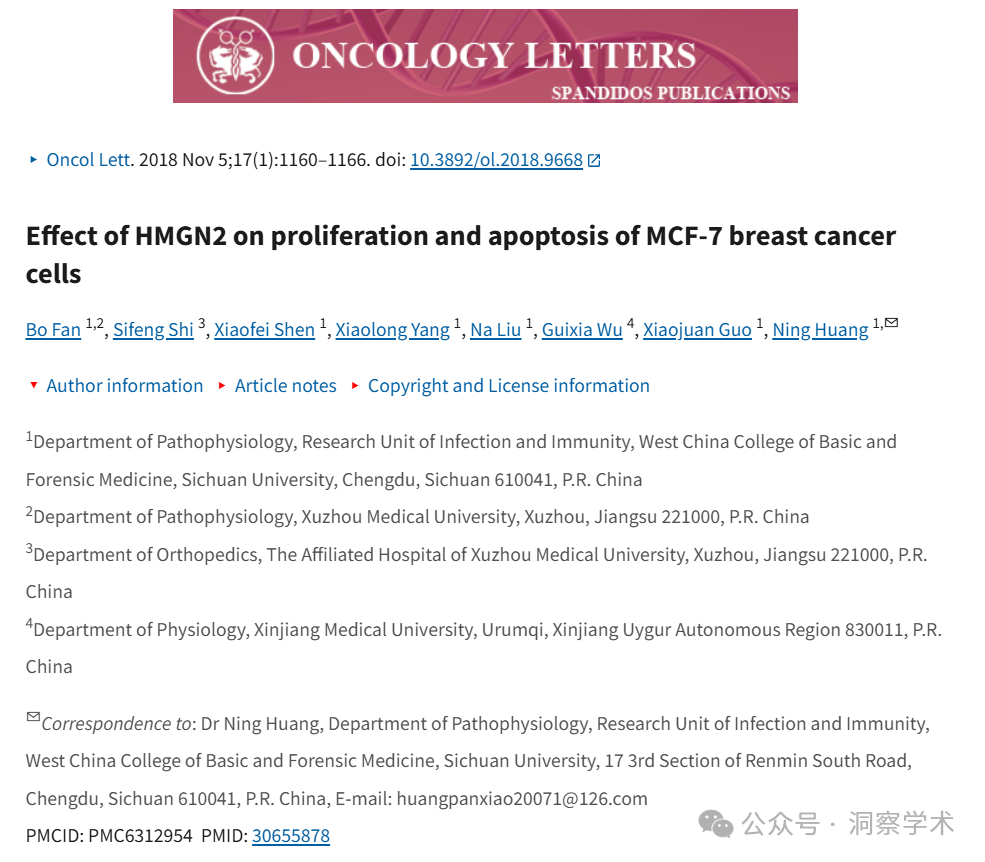 ONCOLOGY LETTERS
SPANDIDOS PUBLICATIONS
Oncol Lett. 2018 Nov 5;17(1):1160–1166. doi: 10.3892/ol.2018.9668
Effect of HMGN2 on proliferation and apoptosis of MCF-7 breast cancer
cells
Bo Fan 1,2, Sifeng Shi 3, Xiaofei Shen 1, Xiaolong Yang 1, Na Liu 1, Guixia Wu 4, Xiaojuan Guo 1, Ning Huang 1,✉
Author information Article notes Copyright and License information
1Department of Pathophysiology, Research Unit of Infection and Immunity, West China College of Basic and
Forensic Medicine, Sichuan University, Chengdu, Sichuan 610041, P.R. China
2Department of Pathophysiology, Xuzhou Medical University, Xuzhou, Jiangsu 221000, P.R. China
3Department of Orthopedics, The Affiliated Hospital of Xuzhou Medical University, Xuzhou, Jiangsu 221000, P.R.
China
4Department of Physiology, Xinjiang Medical University, Urumqi, Xinjiang Uygur Autonomous Region 830011, P.R.
China
✉Correspondence to: Dr Ning Huang, Department of Pathophysiology, Research Unit of Infection and Immunity,
West China College of Basic and Forensic Medicine, Sichuan University, 17 3rd Section of Renmin South Road,
Chengdu, Sichuan 610041, P.R. China, E-mail: huangpanxiao20071@126.com
PMCID: PMC6312954 PMID: 30655878
公众号 · 洞察学术